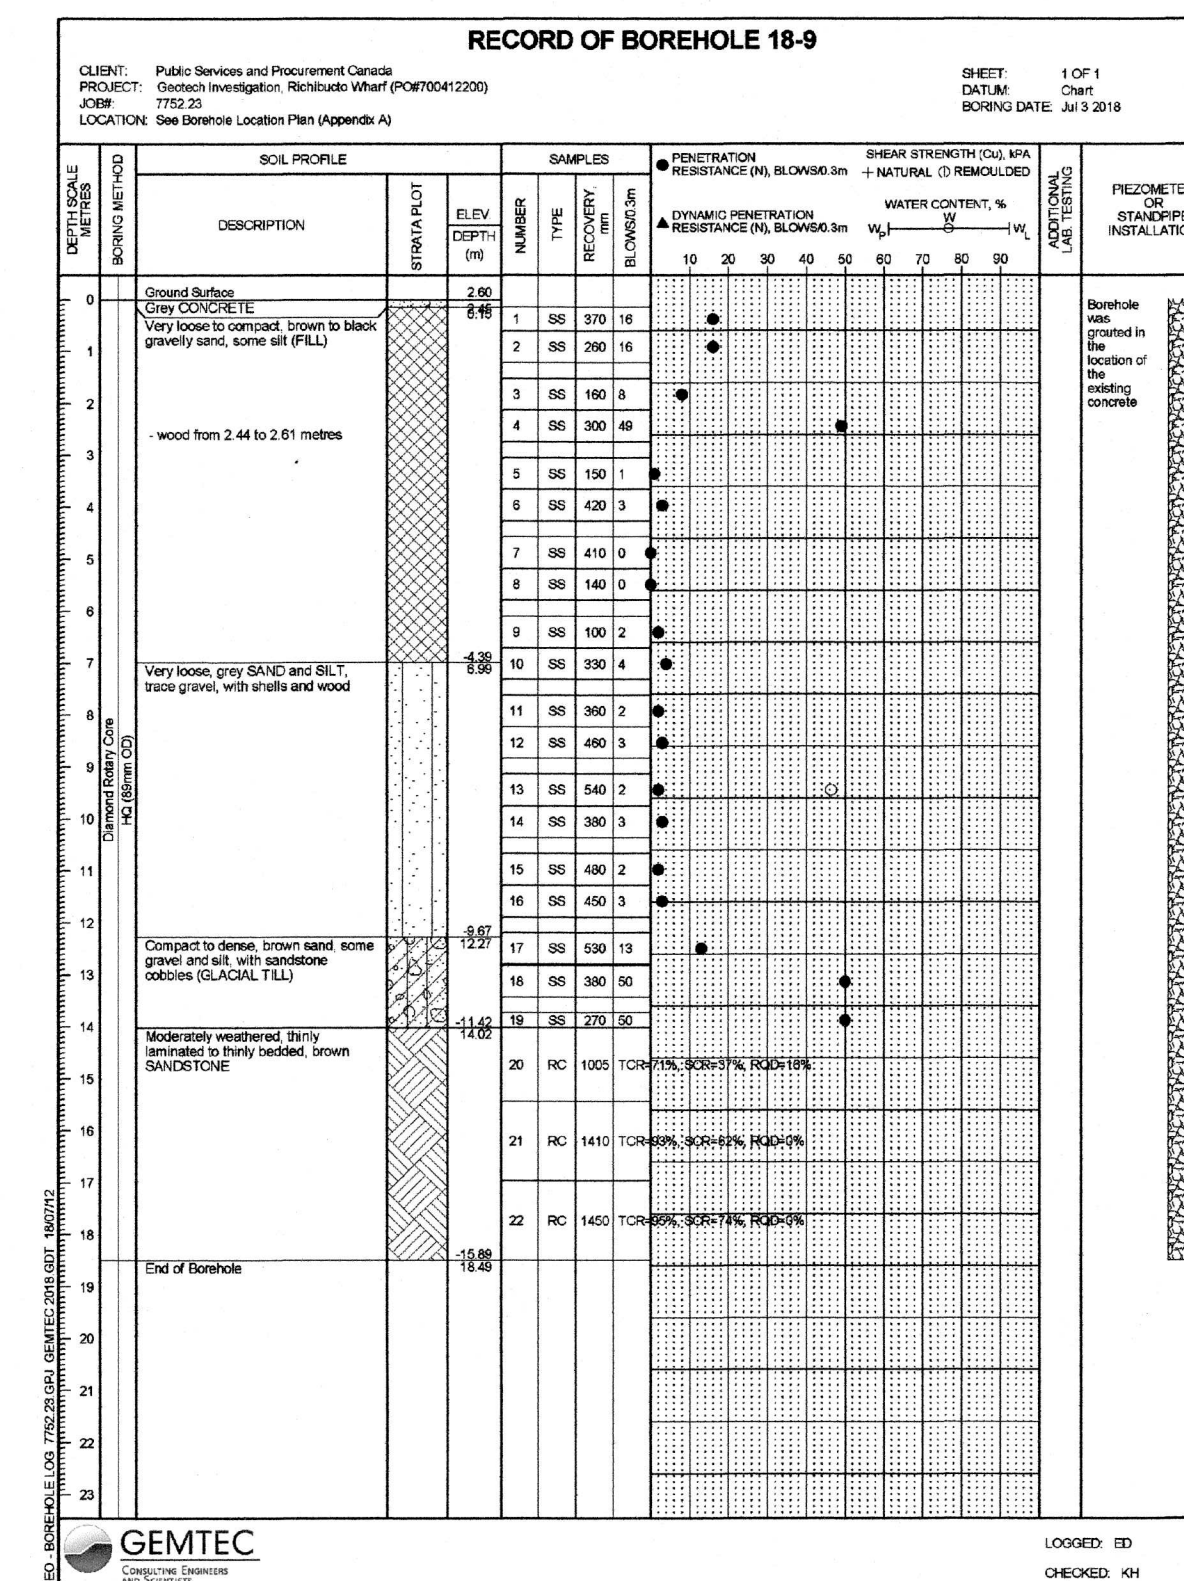 RECORD OF BOREHOLE 18-9
CLIENT: Public Services and Procurement Canada
PROJECT: Geotech Investigation, Richibucto Wharf (PO#700412200)
JOB#: 7752.23
LOCATION: See Borehole Location Plan (Appendix A)
SHEET: 1 OF 1
DATUM: Chart
BORING DATE: Jul 3 2018
DEPTH SCALE
METRES
BORING METHOD
SOIL PROFILE
DESCRIPTION
STRATA PLOT
ELEV.
DEPTH
(m)
SAMPLES
NUMBER
TYPE
RECOVERY,
mm
BLOWS/0.3m
PENETRATION
RESISTANCE (N), BLOWS/0.3m
DYNAMIC PENETRATION
RESISTANCE (N), BLOWS/0.3m
SHEAR STRENGTH (Cu), kPA
+ NATURAL ⊕ REMOULDED
WATER CONTENT, %
W
Wp WL
10 20 30 40 50 60 70 80 90
ADDITIONAL
LAB. TESTING
PIEZOMETE
OR
STANDPIPE
INSTALLATIO
0
1
2
3
4
5
6
7
8
9
10
11
12
13
14
15
16
17
18
19
20
21
22
23
Diamond Rotary Core
HQ (89mm OD)
Ground Surface 2.60
Grey CONCRETE 2.45
0.15
Very loose to compact, brown to black
gravelly sand, some silt (FILL)
- wood from 2.44 to 2.61 metres
-4.39
6.99
Very loose, grey SAND and SILT,
trace gravel, with shells and wood
-9.67
12.27
Compact to dense, brown sand, some
gravel and silt, with sandstone
cobbles (GLACIAL TILL)
-11.42
14.02
Moderately weathered, thinly
laminated to thinly bedded, brown
SANDSTONE
-15.89
18.49
End of Borehole
1 SS 370 16
2 SS 260 16
3 SS 160 8
4 SS 300 49
5 SS 150 1
6 SS 420 3
7 SS 410 0
8 SS 140 0
9 SS 100 2
10 SS 330 4
11 SS 360 2
12 SS 460 3
13 SS 540 2
14 SS 380 3
15 SS 480 2
16 SS 450 3
17 SS 530 13
18 SS 380 50
19 SS 270 50
20 RC 1005 TCR=71%, SCR=37%, RQD=16%
21 RC 1410 TCR=93%, SCR=62%, RQD=0%
22 RC 1450 TCR=95%, SCR=74%, RQD=0%
Borehole
was
grouted in
the
location of
the
existing
concrete
EO - BOREHOLE LOG 7752.23.GPJ GEMTEC 2018.GDT 18/07/12
GEMTEC
CONSULTING ENGINEERS
AND SCIENTISTS
LOGGED: ED
CHECKED: KH